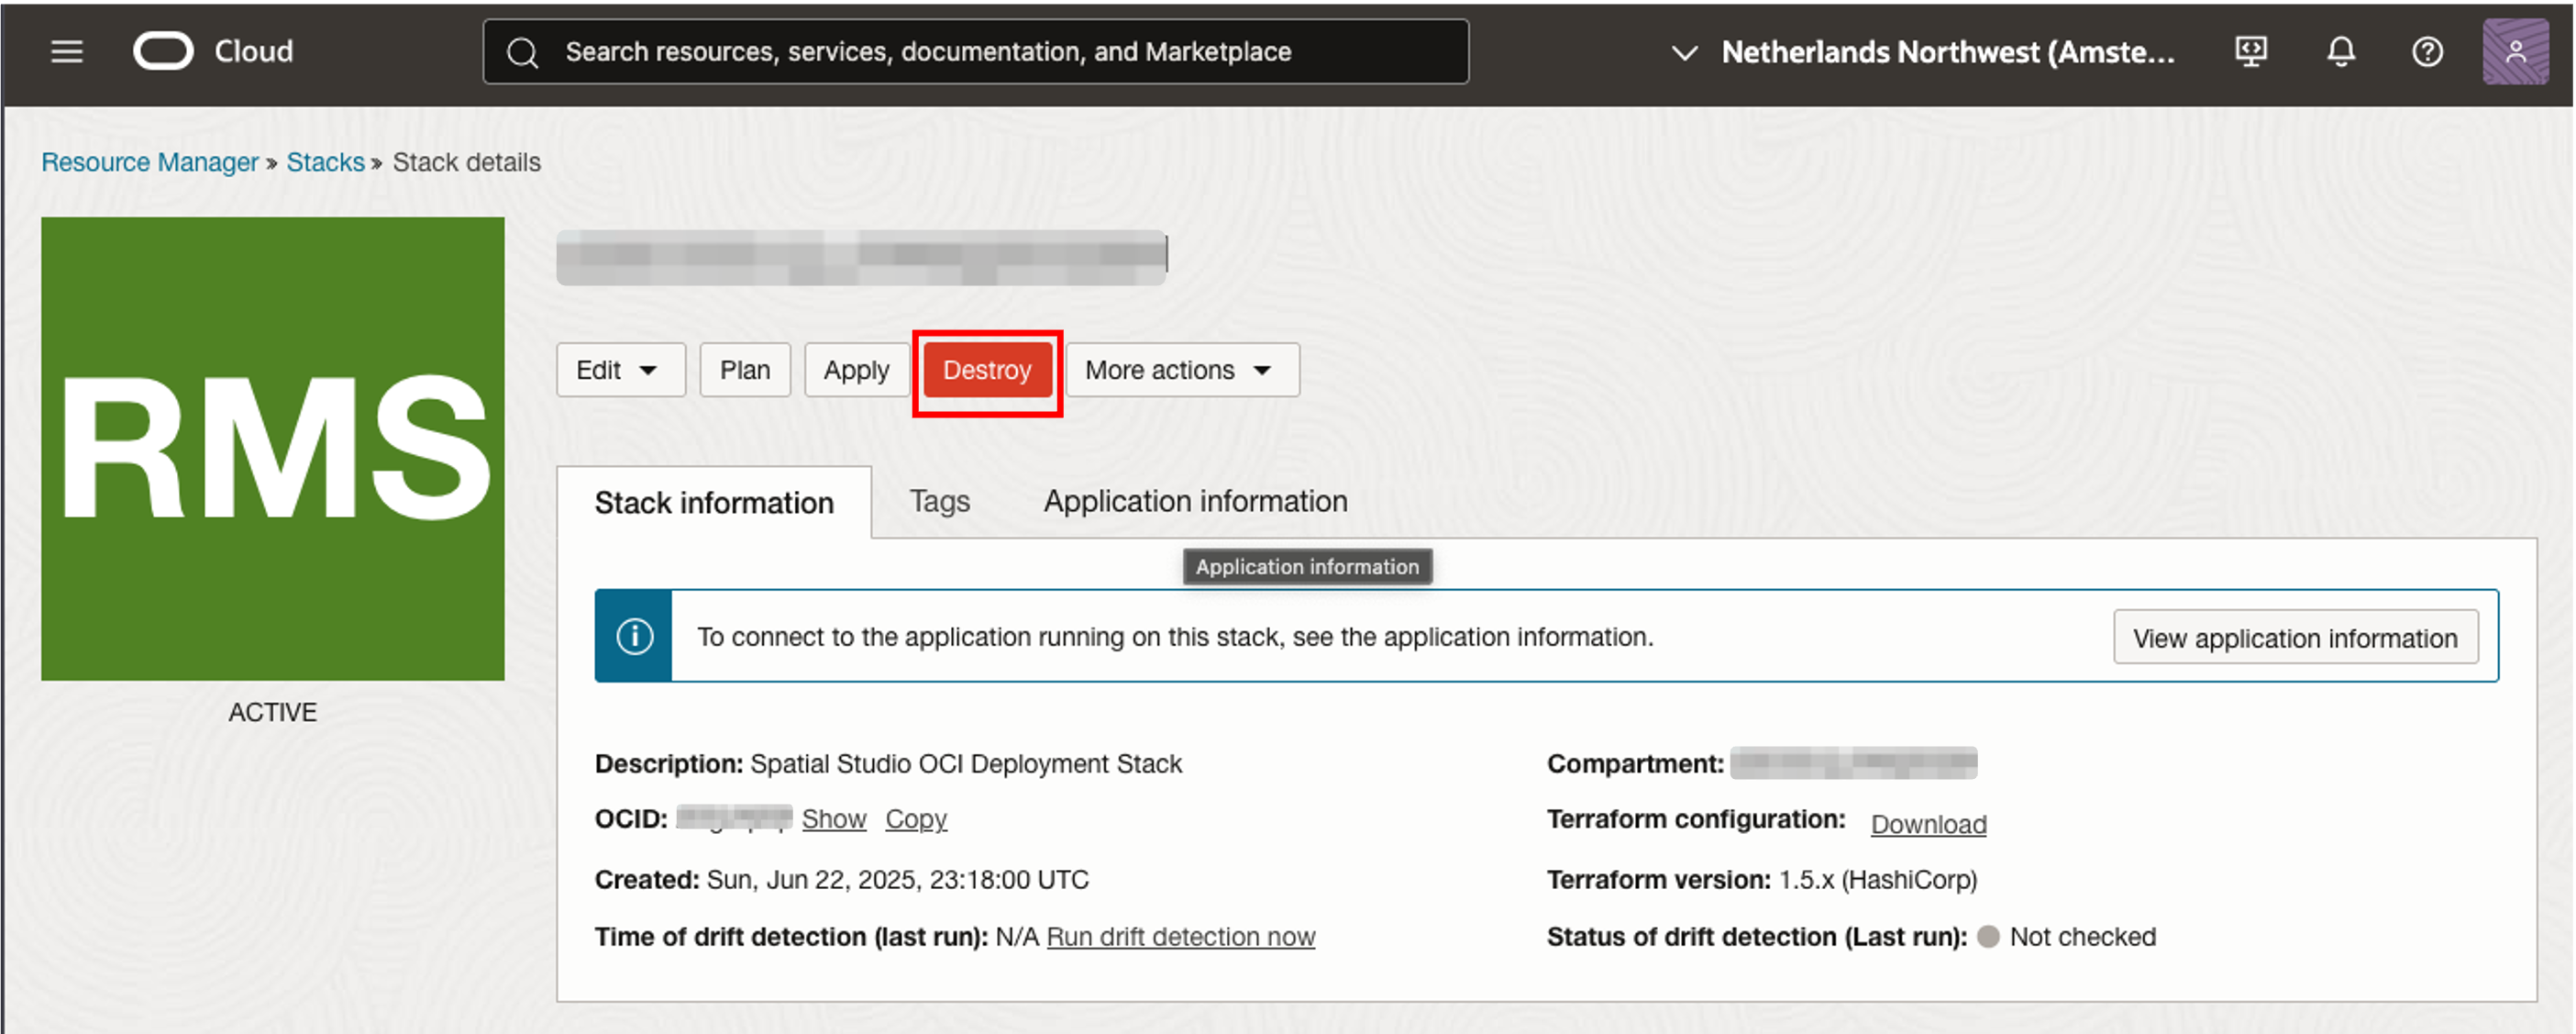 Cloud
Search resources, services, documentation, and Marketplace
Netherlands Northwest (Amste...
Resource Manager » Stacks » Stack details
RMS
ACTIVE
Edit
Plan
Apply
Destroy
More actions
Stack information
Tags
Application information
Application information
To connect to the application running on this stack, see the application information.
View application information
Description: Spatial Studio OCI Deployment Stack
OCID: Show Copy
Created: Sun, Jun 22, 2025, 23:18:00 UTC
Time of drift detection (last run): N/A Run drift detection now
Compartment:
Terraform configuration: Download
Terraform version: 1.5.x (HashiCorp)
Status of drift detection (Last run): Not checked